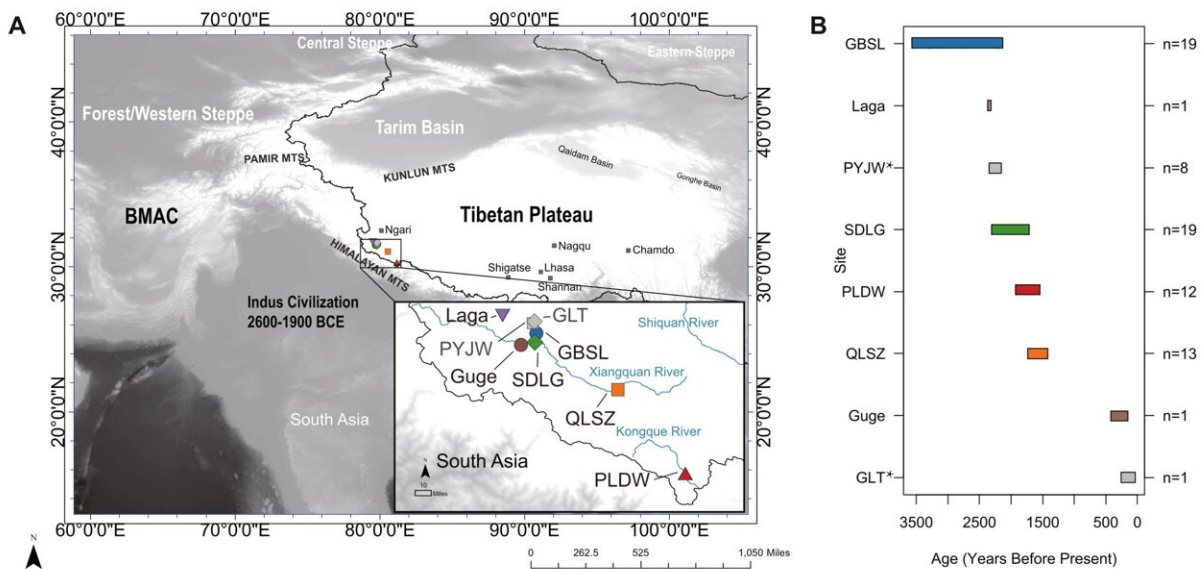 A
60°0'0"E 70°0'0"E 80°0'0"E 90°0'0"E 100°0'0"E
Central Steppe
Eastern Steppe
Forest/Western Steppe
Tarim Basin
PAMIR MTS
KUNLUN MTS
Qaidam Basin
Gonghe Basin
BMAC
Tibetan Plateau
Ngari
Nagqu
Chamdo
HIMALAYAN MTS
Shigatse
Lhasa
Shannan
Indus Civilization
2600-1900 BCE
South Asia
40°0'0"N
30°0'0"N
20°0'0"N
40°0'0"N
30°0'0"N
20°0'0"N
Laga
GLT
Shiquan River
PYJW
GBSL
Guge
SDLG
Xiangquan River
QLSZ
Kongque River
South Asia
PLDW
N
10
Miles
60°0'0"E 70°0'0"E 80°0'0"E 90°0'0"E 100°0'0"E
N
0 262.5 525 1,050 Miles
B
GBSL n=19
Laga n=1
PYJW* n=8
SDLG n=19
Site
PLDW n=12
QLSZ n=13
Guge n=1
GLT* n=1
3500 2500 1500 500 0
Age (Years Before Present)